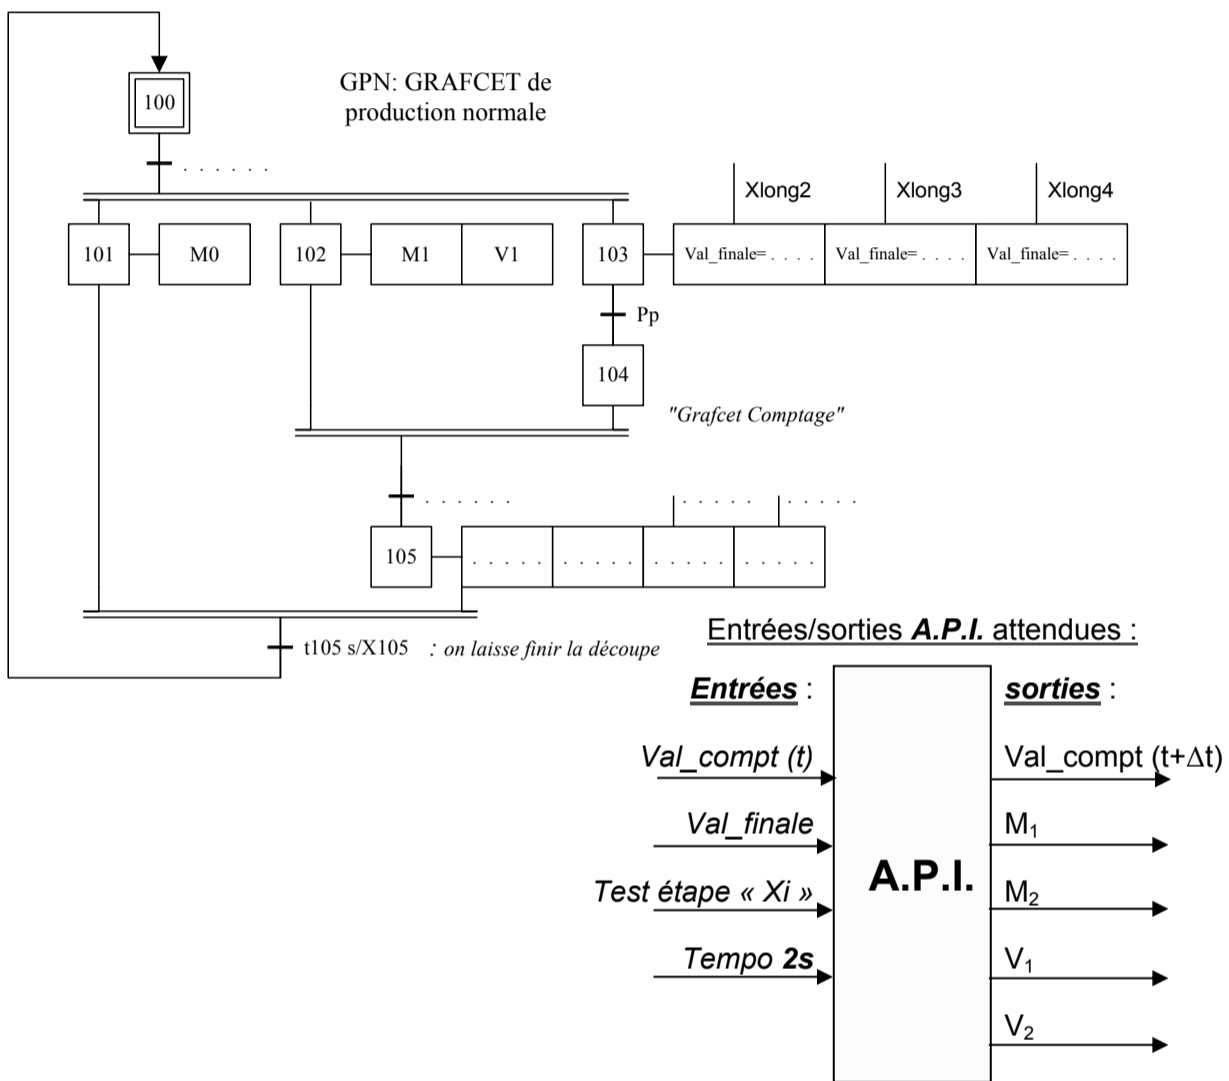 GPN: GRAFCET de
production normale
100
. . . . . .
Xlong2 Xlong3 Xlong4
101 M0 102 M1 V1 103 Val_finale= . . . . Val_finale= . . . . Val_finale= . . . .
Pp
104
"Grafcet Comptage"
. . . . . . . . . . . . . . . .
105 . . . . . . . . . . . . . . . . . . . .
t105 s/X105 : on laisse finir la découpe
Entrées/sorties A.P.I. attendues :
Entrées : sorties :
Val_compt (t) Val_compt (t+Δt)
Val_finale M₁
A.P.I.
Test étape « Xi » M₂
Tempo 2s V₁
V₂